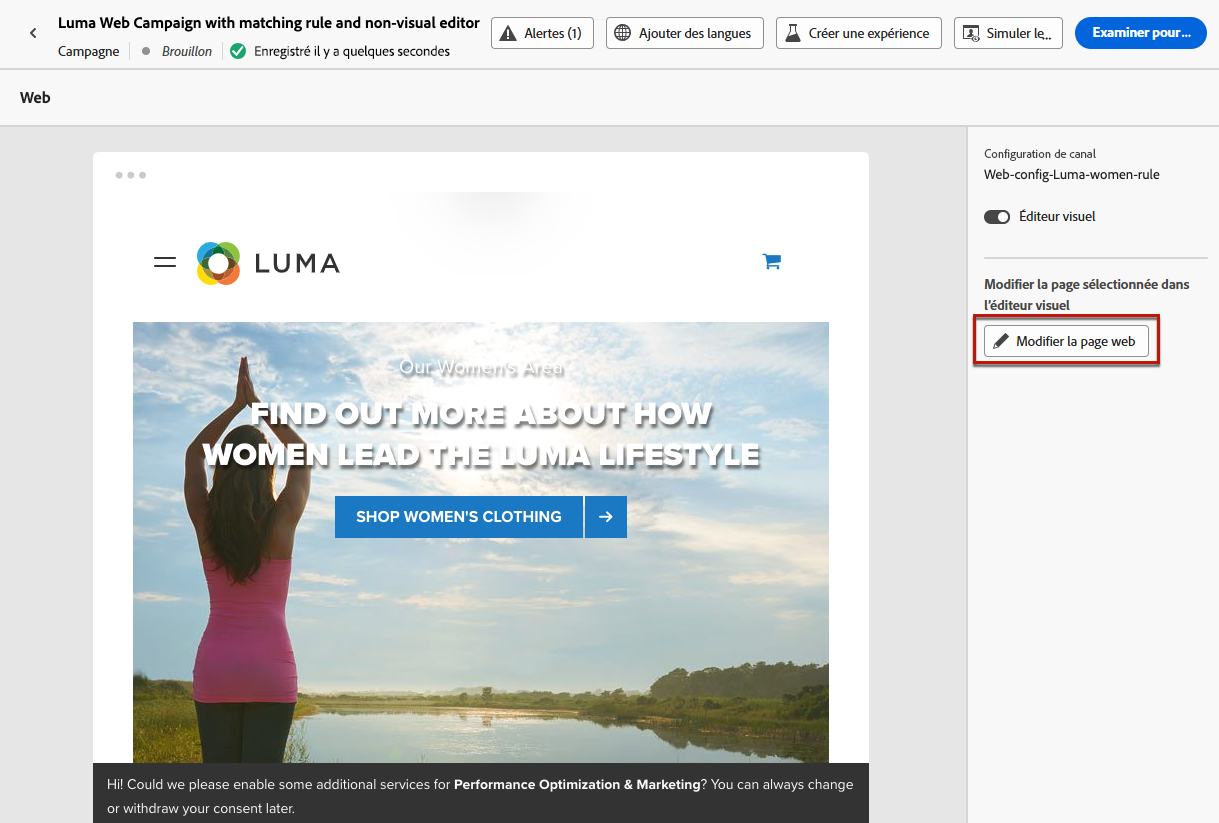 Luma Web Campaign with matching rule and non-visual editor
Campagne
Brouillon
Enregistré il y a quelques secondes
Alertes (1)
Ajouter des langues
Créer une expérience
Simuler le...
Examiner pour...
Web
Configuration de canal
Web-config-Luma-women-rule
Éditeur visuel
Modifier la page sélectionnée dans
l'éditeur visuel
Modifier la page web
LUMA
Our Women's Area
FIND OUT MORE ABOUT HOW
WOMEN LEAD THE LUMA LIFESTYLE
SHOP WOMEN'S CLOTHING
Hi! Could we please enable some additional services for Performance Optimization & Marketing? You can always change
or withdraw your consent later.